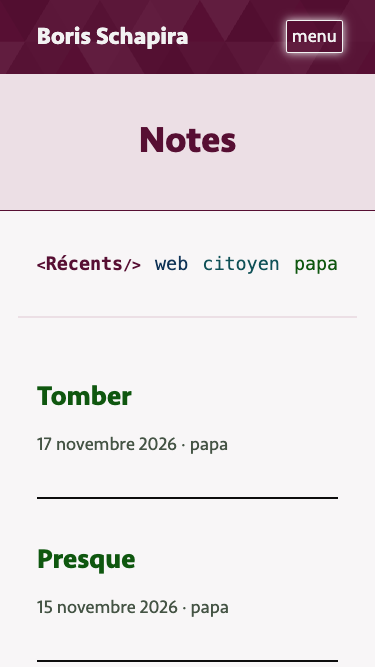 Boris Schapira
menu
Notes
<Récents/> web citoyen papa
Tomber
17 novembre 2026 · papa
Presque
15 novembre 2026 · papa